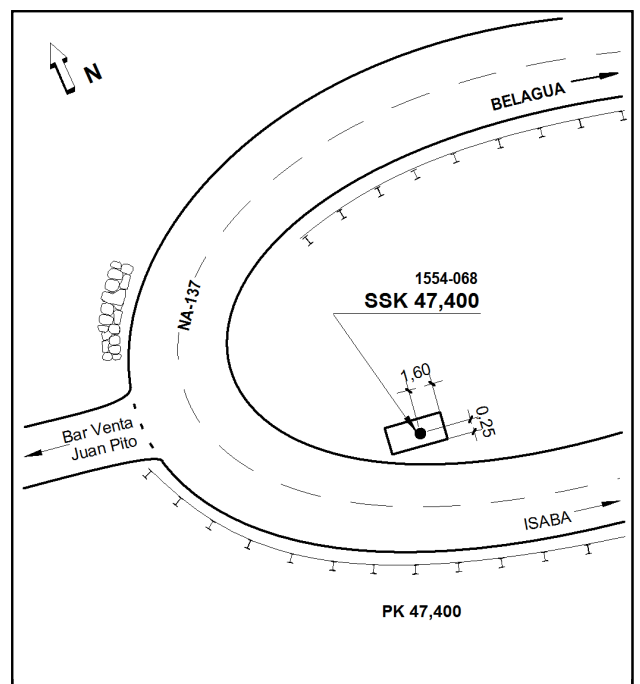 N
BELAGUA
1554-068
SSK 47,400
NA-137
1,60
0,25
Bar Venta
Juan Pito
ISABA
PK 47,400